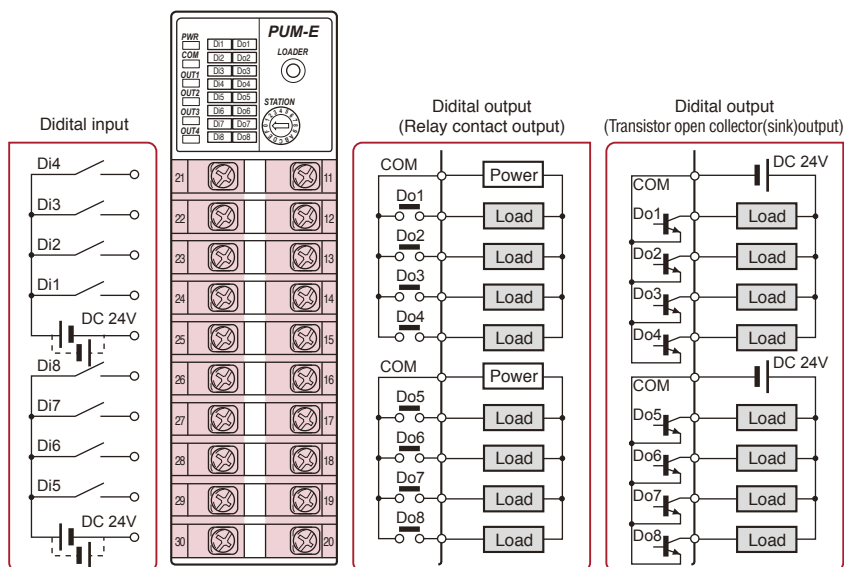 PUM-E
PWR
COM
OUT1
OUT2
OUT3
OUT4
Di1 Do1
Di2 Do2
Di3 Do3
Di4 Do4
Di5 Do5
Di6 Do6
Di7 Do7
Di8 Do8
LOADER
STATION
Didital input
Di4
Di3
Di2
Di1
DC 24V
Di8
Di7
Di6
Di5
DC 24V
21 11
22 12
23 13
24 14
25 15
26 16
27 17
28 18
29 19
30 20
Didital output
(Relay contact output)
COM Power
Do1 Load
Do2 Load
Do3 Load
Do4 Load
COM Power
Do5 Load
Do6 Load
Do7 Load
Do8 Load
Didital output
(Transistor open collector(sink)output)
DC 24V
COM
Do1 Load
Do2 Load
Do3 Load
Do4 Load
DC 24V
COM
Do5 Load
Do6 Load
Do7 Load
Do8 Load